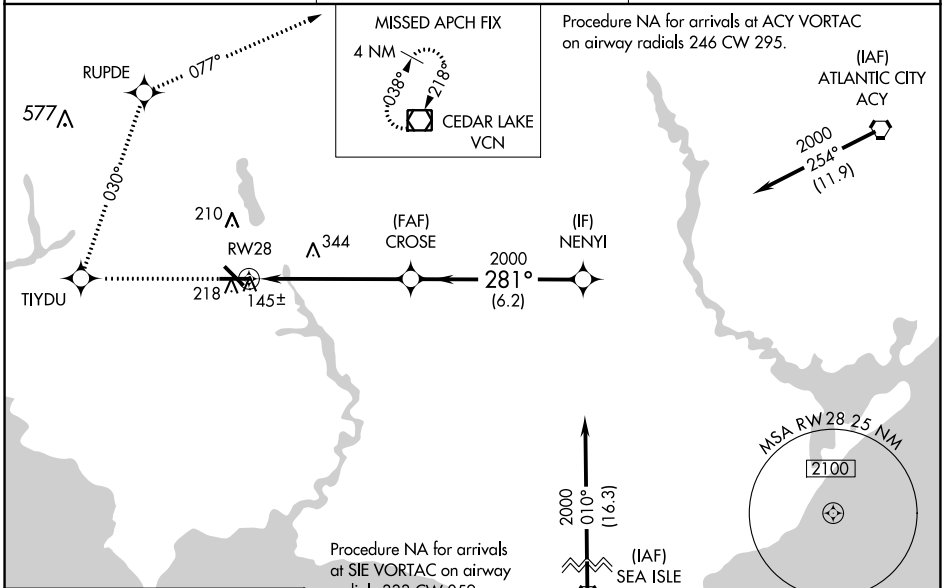 MISSED APCH FIX
4 NM
038°
218°
CEDAR LAKE
VCN
Procedure NA for arrivals at ACY VORTAC
on airway radials 246 CW 295.
(IAF)
ATLANTIC CITY
ACY
2000
254°
(11.9)
RUPDE
077°
577
030°
210
RW28
344
(FAF)
CROSE
(IF)
NENYI
2000
281°
(6.2)
TIYDU
218
145±
MSA RW28 25 NM
2100
2000
010°
(16.3)
Procedure NA for arrivals
at SIE VORTAC on airway
(IAF)
SEA ISLE